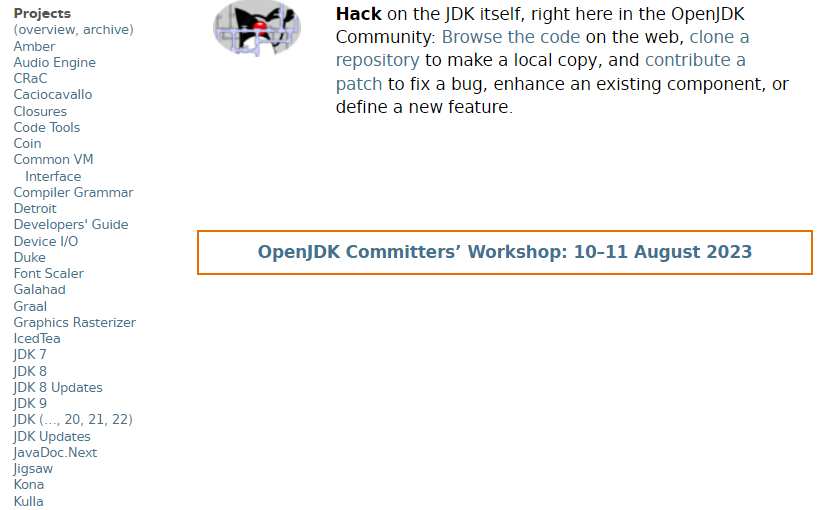 Projects
(overview, archive)
Amber
Audio Engine
CRaC
Caciocavallo
Closures
Code Tools
Coin
Common VM
Interface
Compiler Grammar
Detroit
Developers' Guide
Device I/O
Duke
Font Scaler
Galahad
Graal
Graphics Rasterizer
IcedTea
JDK 7
JDK 8
JDK 8 Updates
JDK 9
JDK (…, 20, 21, 22)
JDK Updates
JavaDoc.Next
Jigsaw
Kona
Kulla
Hack on the JDK itself, right here in the OpenJDK
Community: Browse the code on the web, clone a
repository to make a local copy, and contribute a
patch to fix a bug, enhance an existing component, or
define a new feature.
OpenJDK Committers’ Workshop: 10–11 August 2023